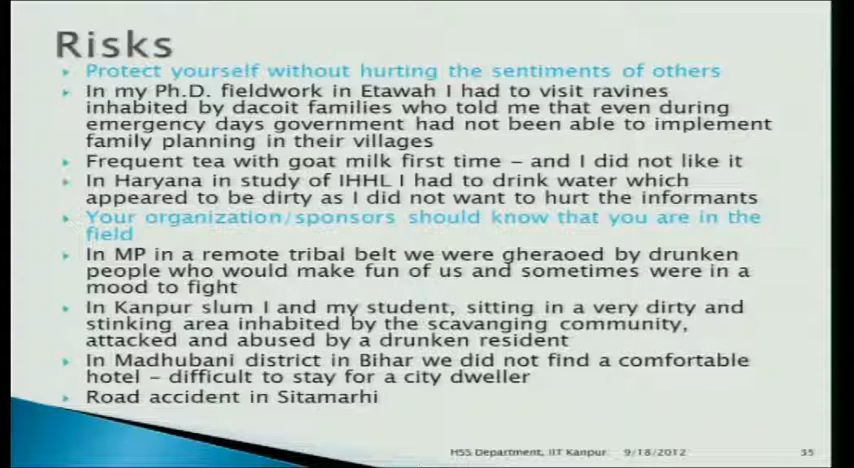 Risks
Protect yourself without hurting the sentiments of others
In my Ph.D. fieldwork in Etawah I had to visit ravines
inhabited by dacoit families who told me that even during
emergency days government had not been able to implement
family planning in their villages
Frequent tea with goat milk first time – and I did not like it
In Haryana in study of IHHL I had to drink water which
appeared to be dirty as I did not want to hurt the informants
Your organization/sponsors should know that you are in the
field
In MP in a remote tribal belt we were gheraoed by drunken
people who would make fun of us and sometimes were in a
mood to fight
In Kanpur slum I and my student, sitting in a very dirty and
stinking area inhabited by the scavanging community,
attacked and abused by a drunken resident
In Madhubani district in Bihar we did not find a comfortable
hotel – difficult to stay for a city dweller
Road accident in Sitamarhi
HSS Department, IIT Kanpur 9/18/2012 35